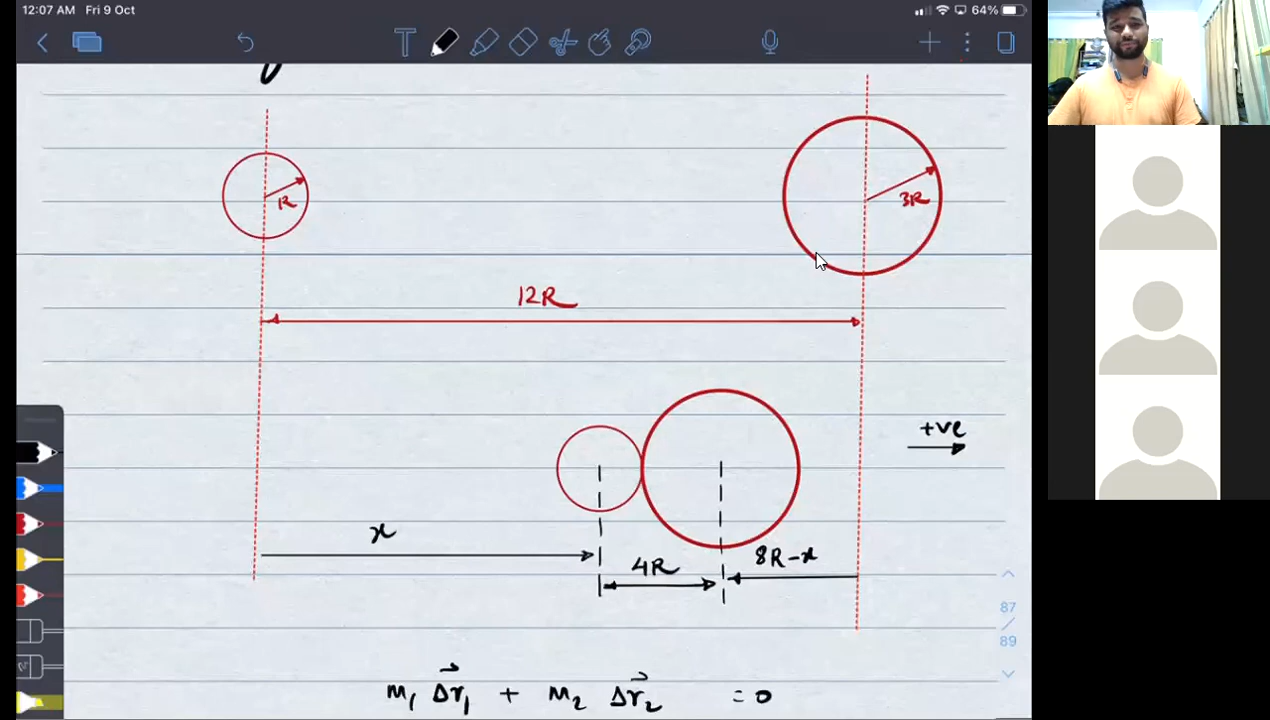 12:07 AM Fri 9 Oct
64%
T
R
3R
12R
+ve
x
4R
8R-x
87
/
89
m₁ Δr⃗₁ + m₂ Δr⃗₂ = 0